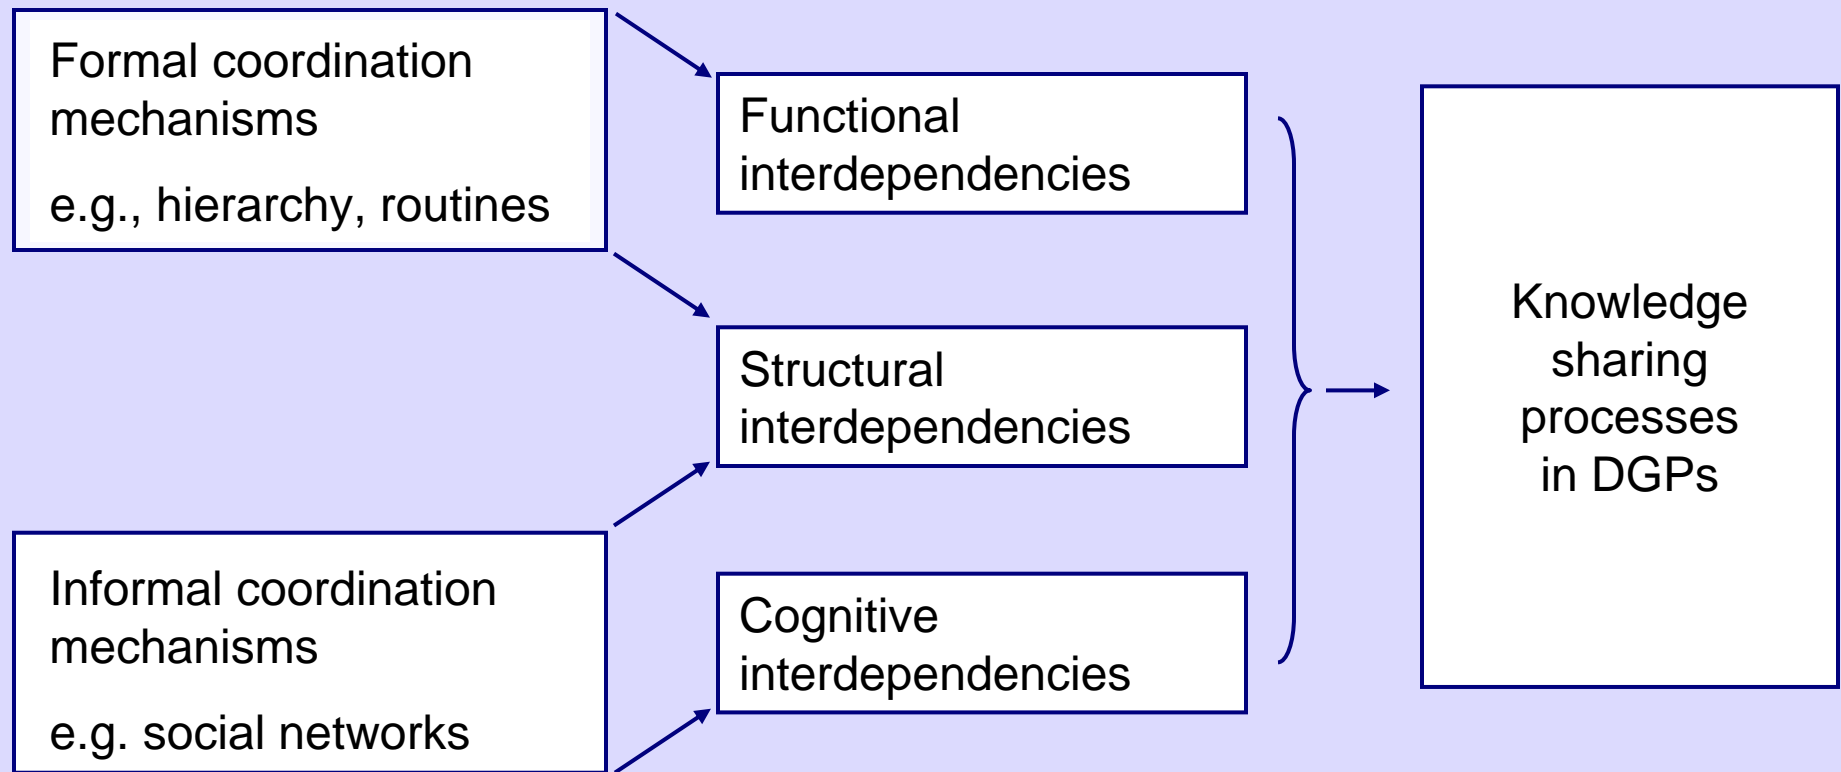 Formal coordination
mechanisms
e.g., hierarchy, routines
Functional
interdependencies
Structural
interdependencies
Informal coordination
mechanisms
e.g. social networks
Cognitive
interdependencies
Knowledge
sharing
processes
in DGPs